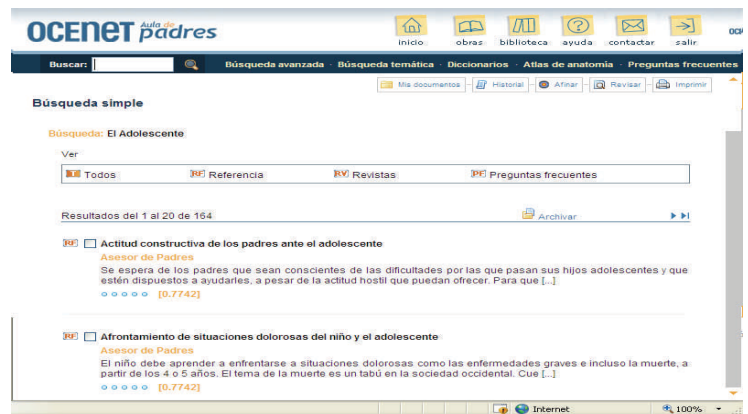 OCENET Aula de padres
inicio obras biblioteca ayuda contactar salir
Buscar: Búsqueda avanzada · Búsqueda temática · Diccionarios · Atlas de anatomía · Preguntas frecuentes
Mis documentos Historial Afinar Revisar Imprimir
Búsqueda simple
Búsqueda: El Adolescente
Ver
T Todos RF Referencia RV Revistas PF Preguntas frecuentes
Resultados del 1 al 20 de 164 Archivar
RF Actitud constructiva de los padres ante el adolescente
Asesor de Padres
Se espera de los padres que sean conscientes de las dificultades por las que pasan sus hijos adolescentes y que
estén dispuestos a ayudarles, a pesar de la actitud hostil que puedan ofrecer. Para que [...]
[0.7742]
RF Afrontamiento de situaciones dolorosas del niño y el adolescente
Asesor de Padres
El niño debe aprender a enfrentarse a situaciones dolorosas como las enfermedades graves e incluso la muerte, a
partir de los 4 o 5 años. El tema de la muerte es un tabú en la sociedad occidental. Cue [...]
[0.7742]
Internet 100%